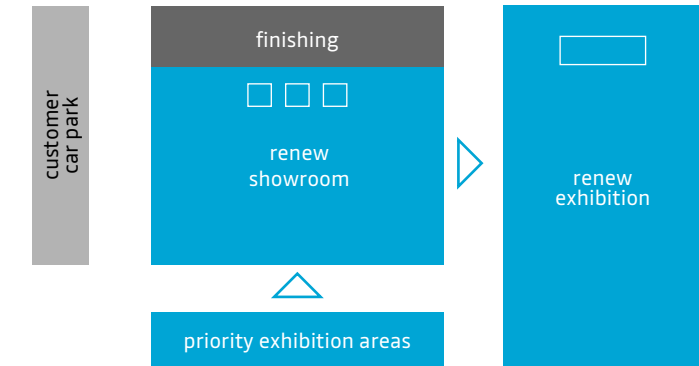 customer
car park
finishing
renew
showroom
renew
exhibition
priority exhibition areas